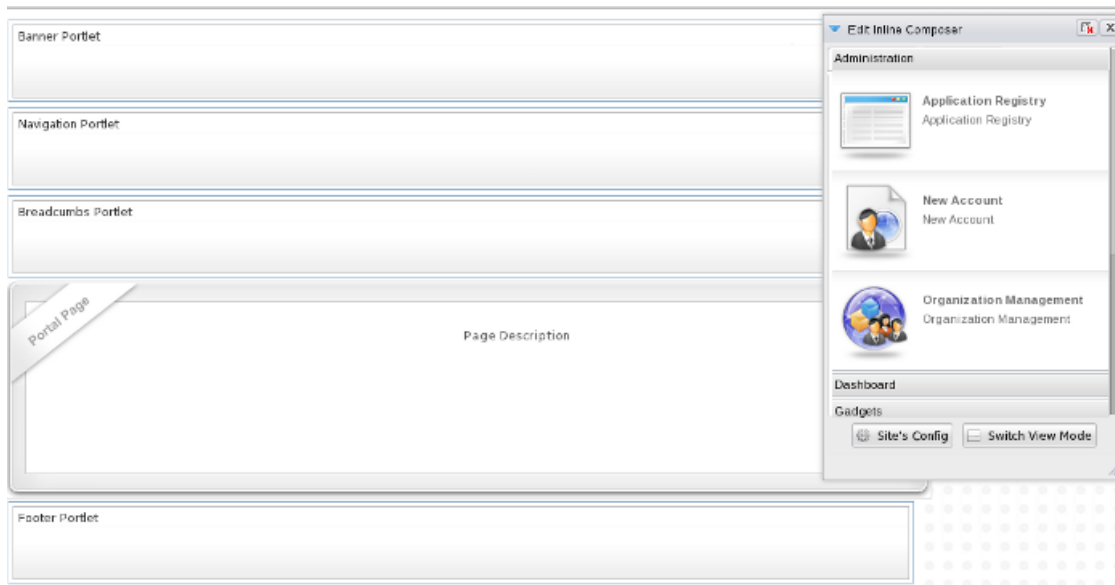 Banner Portlet
Navigation Portlet
Breadcumbs Portlet
Portal Page
Page Description
Footer Portlet
Edit Inline Composer
Administration
Application Registry
Application Registry
New Account
New Account
Organization Management
Organization Management
Dashboard
Gadgets
Site's Config
Switch View Mode